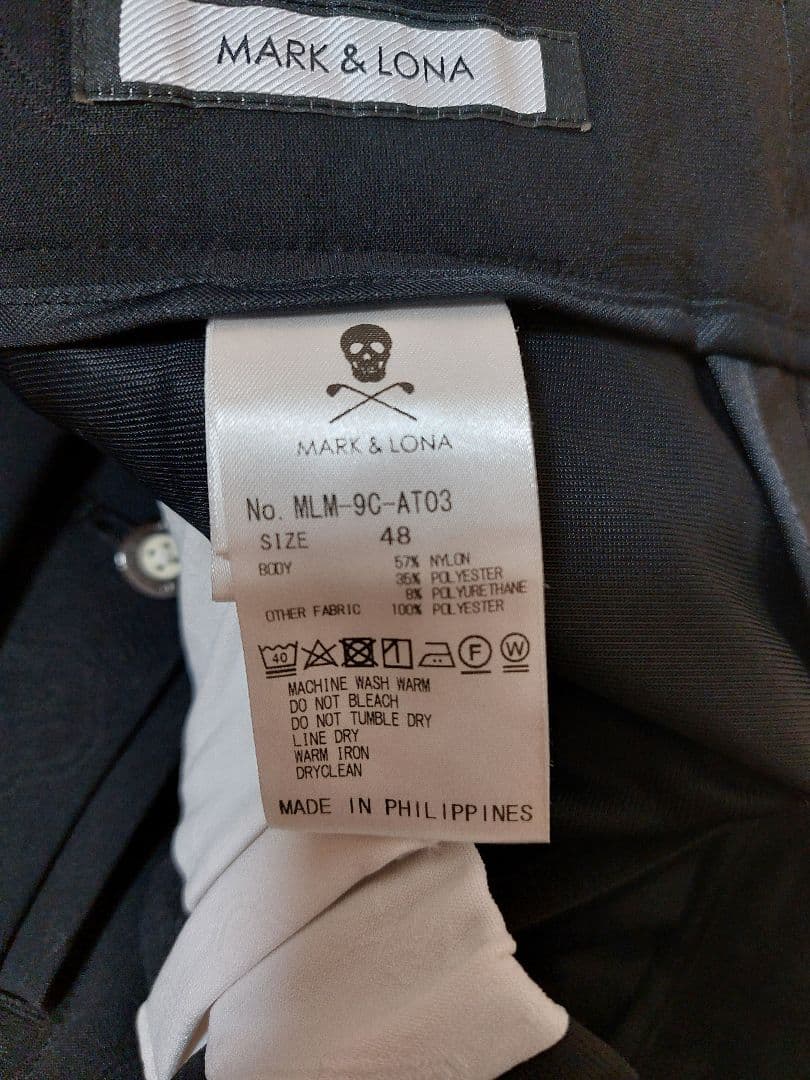 MARK & LONA
MARK & LONA
No. MLM-9C-AT03
SIZE 48
BODY 57% NYLON
35% POLYESTER
8% POLYURETHANE
OTHER FABRIC 100% POLYESTER
40 F W
MACHINE WASH WARM
DO NOT BLEACH
DO NOT TUMBLE DRY
LINE DRY
WARM IRON
DRYCLEAN
MADE IN PHILIPPINES